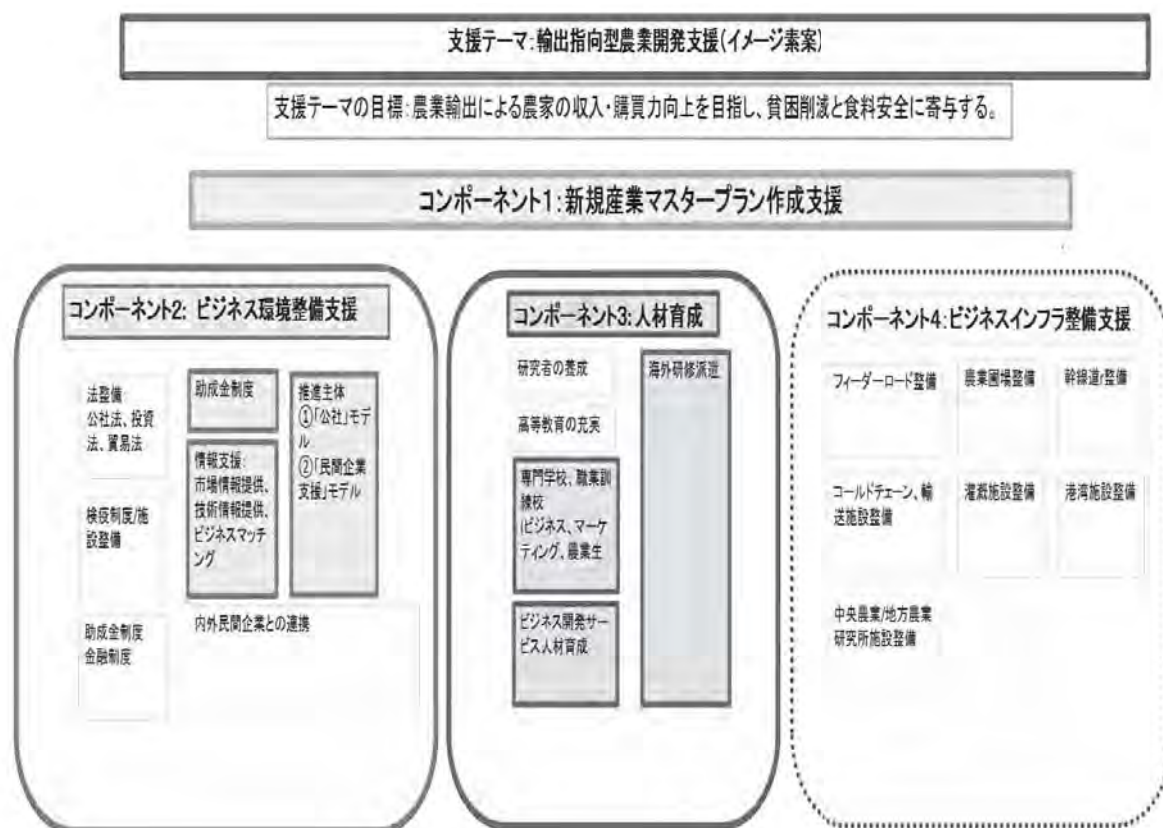 支援テーマ:輸出指向型農業開発支援(イメージ素案)
支援テーマの目標:農業輸出による農家の収入・購買力向上を目指し、貧困削減と食料安全に寄与する。
コンポーネント1:新規産業マスタープラン作成支援
コンポーネント2: ビジネス環境整備支援
法整備:
公社法、投資
法、貿易法
検疫制度/施
設整備
助成金制度
金融制度
助成金制度
情報支援:
市場情報提供、
技術情報提供、
ビジネスマッチ
ング
推進主体
①「公社」モデ
ル
②「民間企業
支援」モデル
内外民間企業との連携
コンポーネント3:人材育成
研究者の養成
高等教育の充実
専門学校、職業訓
練校
(ビジネス、マーケ
ティング、農業生
ビジネス開発サー
ビス人材育成
海外研修派遣
コンポーネント4:ビジネスインフラ整備支援
フィーダーロード整備
農業圃場整備
幹線道r整備
コールドチェーン、輸
送施設整備
灌漑施設整備
港湾施設整備
中央農業/地方農業
研究所施設整備